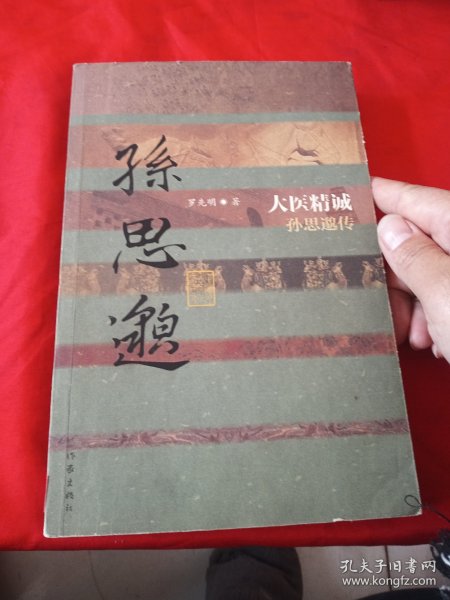 孫思邈
罗先明 著
大医精诚
孙思邈传
作家出版社
孔夫子旧书网
www.kongfz.com